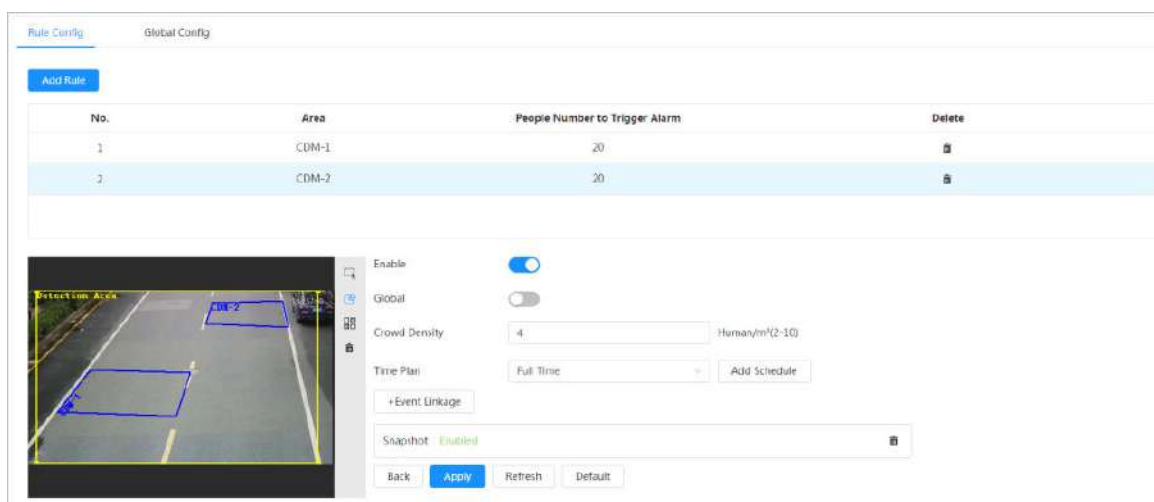 Rule Config Global Config
Add Rule
No. Area People Number to Trigger Alarm Delete
1 CDM-1 20
2 CDM-2 20
Enable
Detection Area
CDM-2
Global
Crowd Density 4 Human/m²(2-10)
Time Plan Full Time Add Schedule
CDM-1
+Event Linkage
Snapshot Enabled
Back Apply Refresh Default